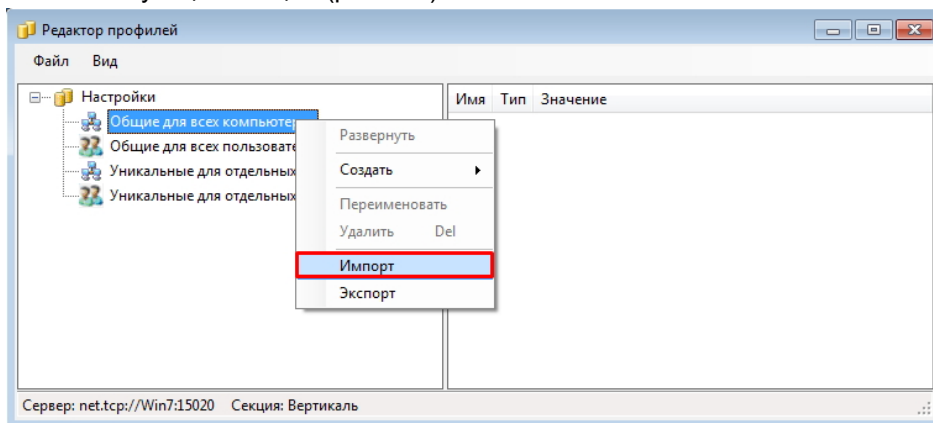 Редактор профилей
Файл Вид
Настройки
Имя Тип Значение
Общие для всех компьютер
Общие для всех пользовате
Уникальные для отдельных
Уникальные для отдельных
Развернуть
Создать
Переименовать
Удалить Del
Импорт
Экспорт
Сервер: net.tcp://Win7:15020 Секция: Вертикаль